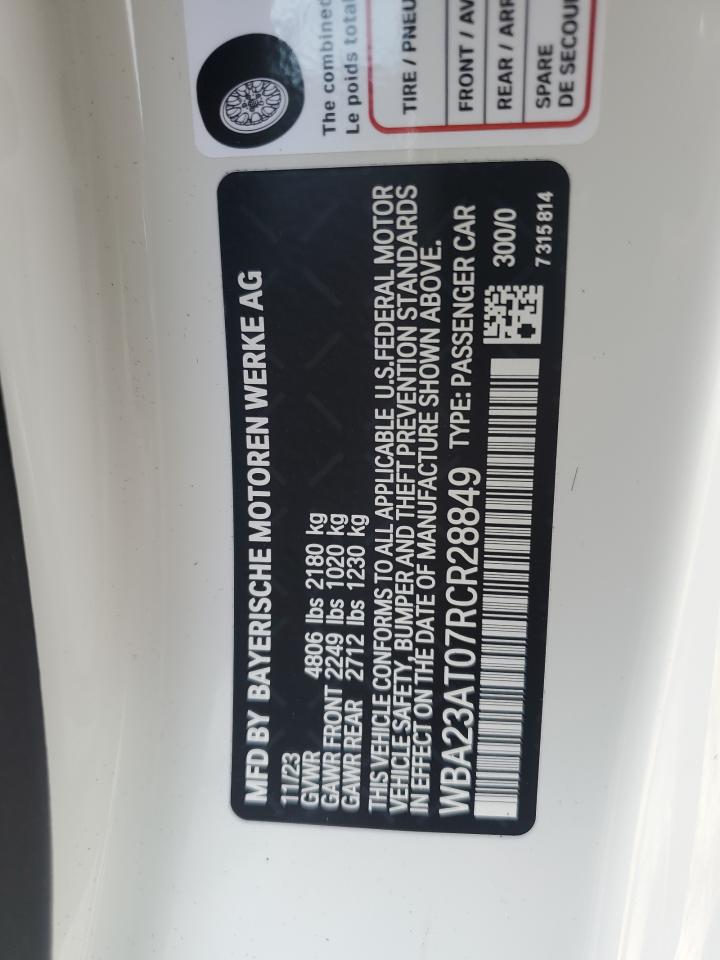 The combined
Le poids total
TIRE / PNEU
FRONT / AV
REAR / ARR
SPARE
DE SECOU
MFD BY BAYERISCHE MOTOREN WERKE AG
11/23
GVWR 4806 lbs 2180 kg
GAWR FRONT 2249 lbs 1020 kg
GAWR REAR 2712 lbs 1230 kg
THIS VEHICLE CONFORMS TO ALL APPLICABLE U.S.FEDERAL MOTOR
VEHICLE SAFETY, BUMPER AND THEFT PREVENTION STANDARDS
IN EFFECT ON THE DATE OF MANUFACTURE SHOWN ABOVE.
WBA23AT07RCR28849 TYPE: PASSENGER CAR
300/0
7 315 814